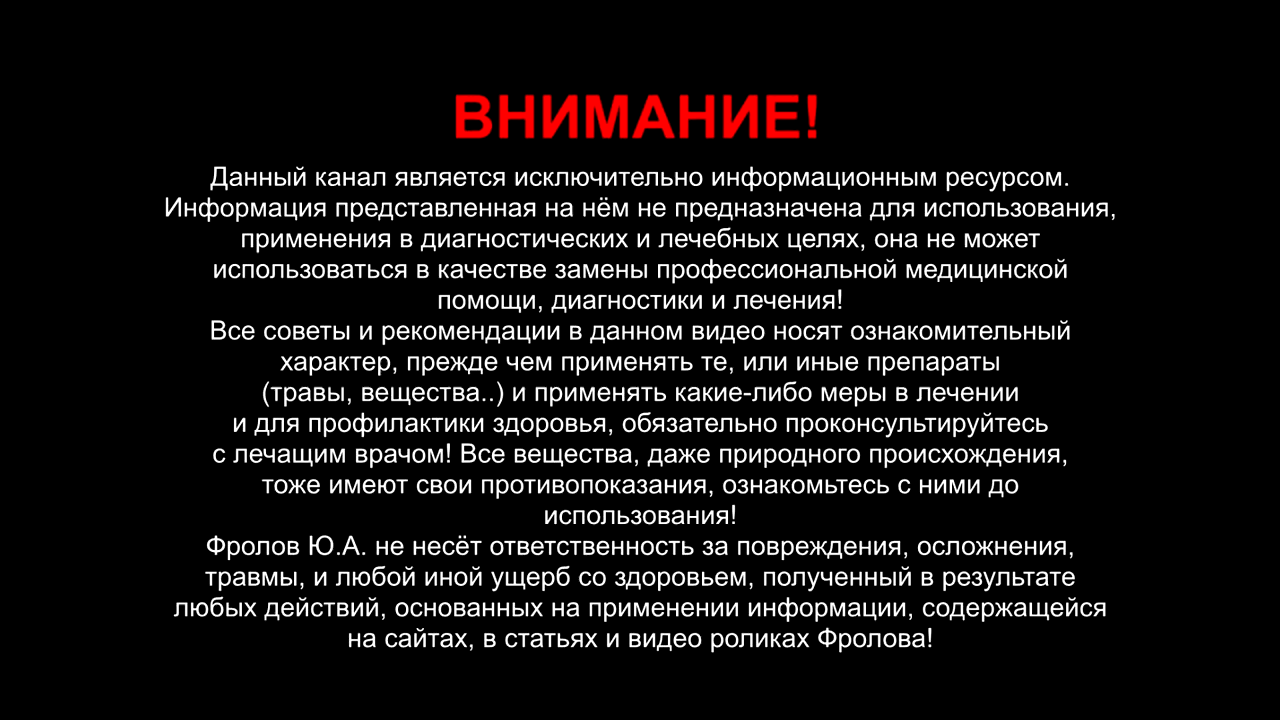 ВНИМАНИЕ!
Данный канал является исключительно информационным ресурсом.
Информация представленная на нём не предназначена для использования,
применения в диагностических и лечебных целях, она не может
использоваться в качестве замены профессиональной медицинской
помощи, диагностики и лечения!
Все советы и рекомендации в данном видео носят ознакомительный
характер, прежде чем применять те, или иные препараты
(травы, вещества..) и применять какие-либо меры в лечении
и для профилактики здоровья, обязательно проконсультируйтесь
с лечащим врачом! Все вещества, даже природного происхождения,
тоже имеют свои противопоказания, ознакомьтесь с ними до
использования!
Фролов Ю.А. не несёт ответственность за повреждения, осложнения,
травмы, и любой иной ущерб со здоровьем, полученный в результате
любых действий, основанных на применении информации, содержащейся
на сайтах, в статьях и видео роликах Фролова!